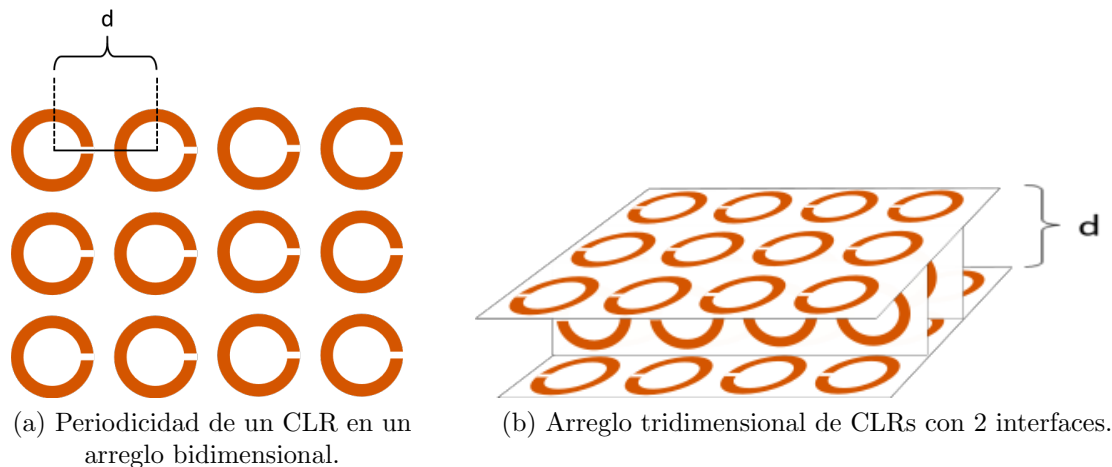 d
d
(a) Periodicidad de un CLR en un
arreglo bidimensional.
(b) Arreglo tridimensional de CLRs con 2 interfaces.